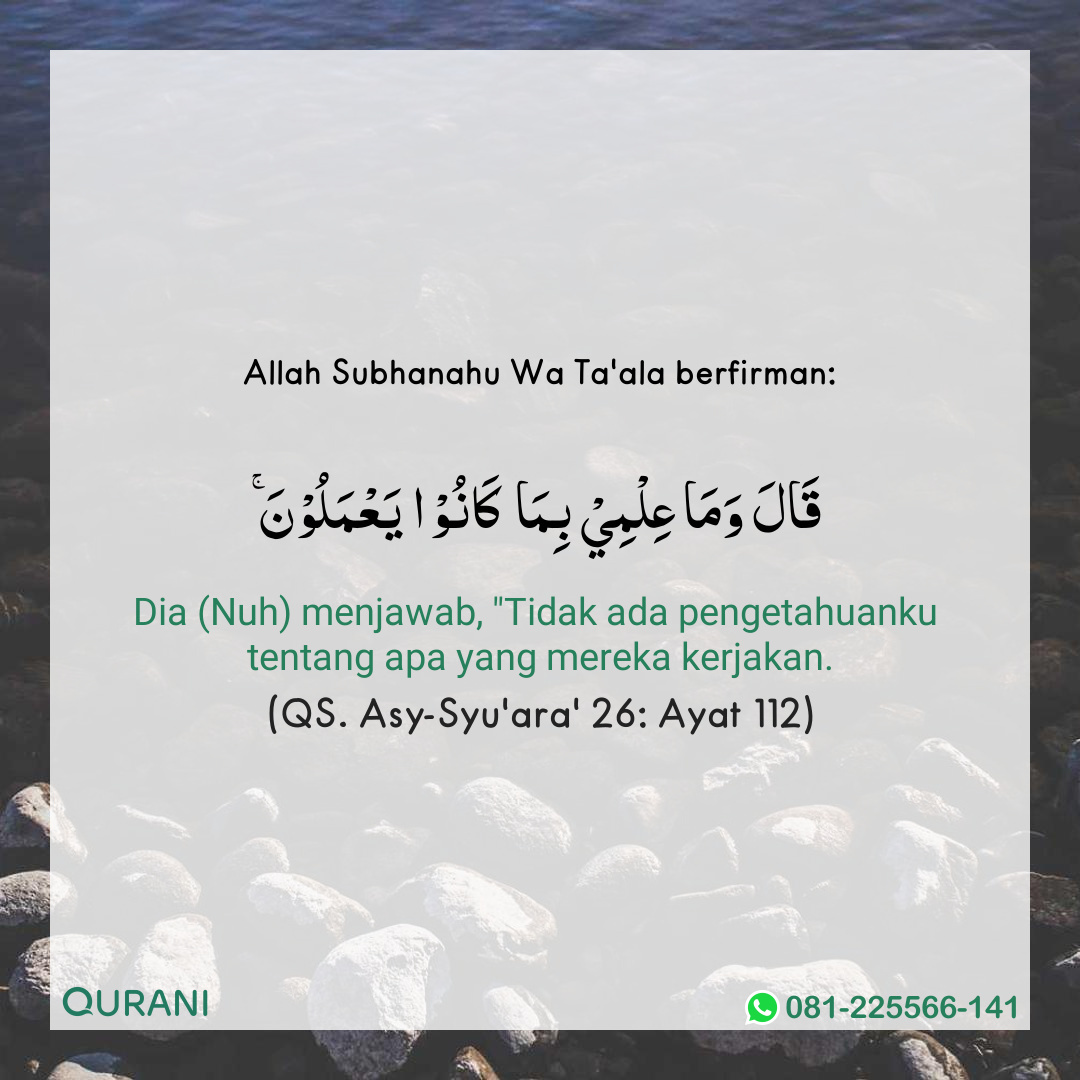 Allah Subhanahu Wa Ta'ala berfirman:
قَالَ وَمَا عِلْمِيْ بِمَا كَانُوْا يَعْمَلُوْنَ ۚ
Dia (Nuh) menjawab, "Tidak ada pengetahuanku
tentang apa yang mereka kerjakan.
(QS. Asy-Syu'ara' 26: Ayat 112)
QURANI
081-225566-141